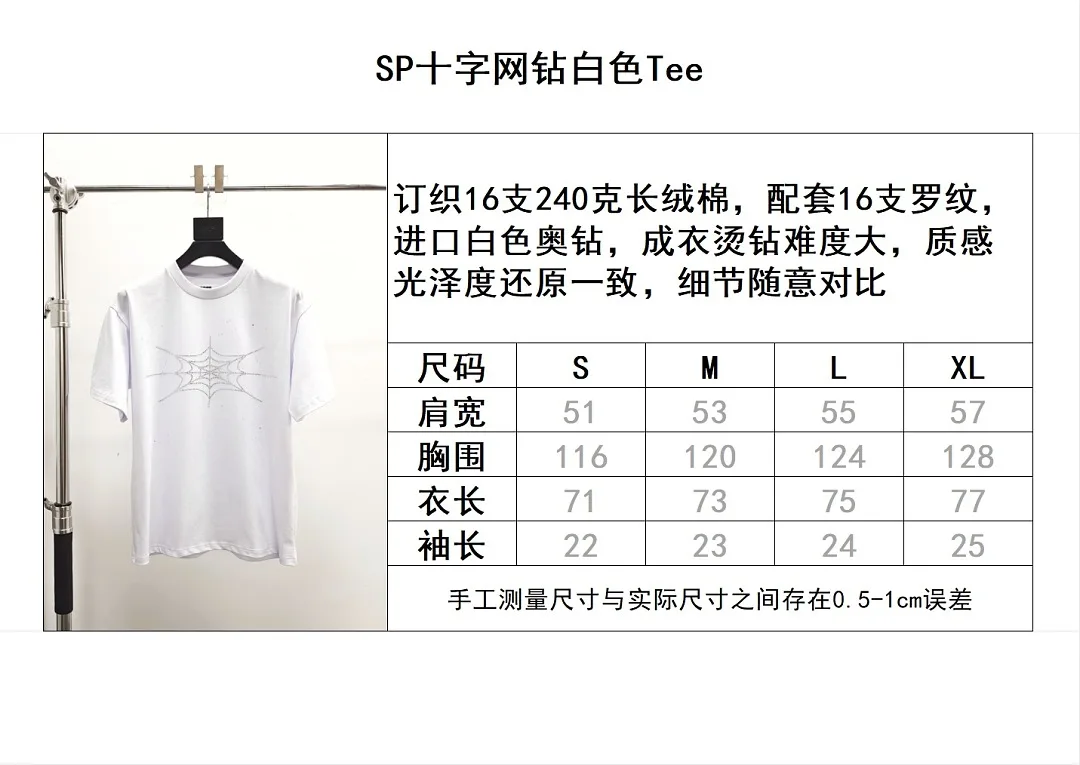 SP十字网钻白色Tee
订织16支240克长绒棉，配套16支罗纹，
进口白色奥钻，成衣烫钻难度大，质感
光泽度还原一致，细节随意对比
尺码 S M L XL
肩宽 51 53 55 57
胸围 116 120 124 128
衣长 71 73 75 77
袖长 22 23 24 25
手工测量尺寸与实际尺寸之间存在0.5-1cm误差